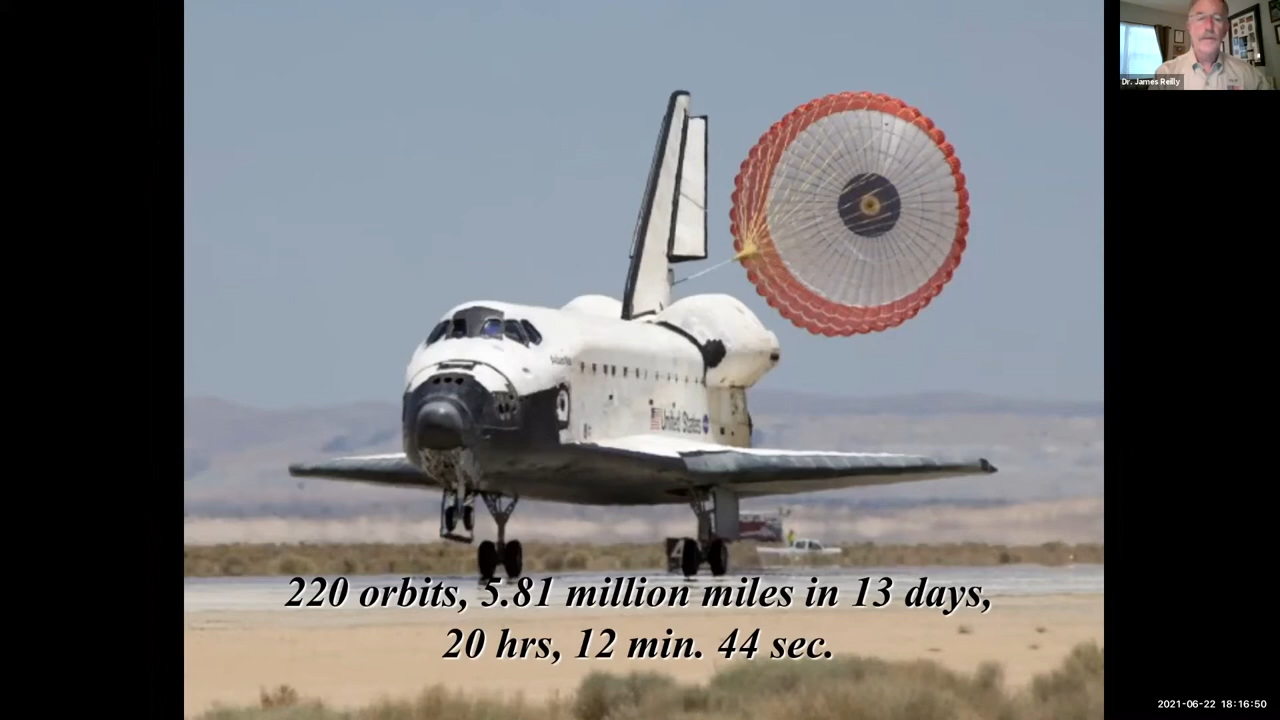 Dr. James Reilly
United States
220 orbits, 5.81 million miles in 13 days,
20 hrs, 12 min. 44 sec.
2021-06-22 18:16:50